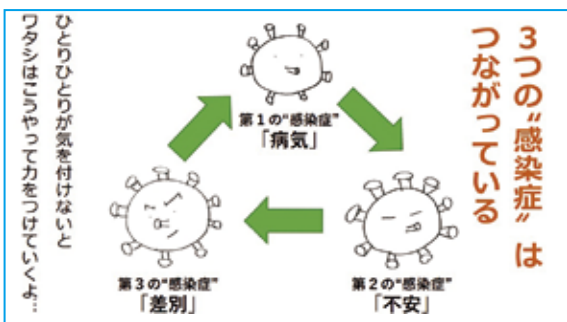 3つの“感染症”は
つながっている
第1の“感染症”
「病気」
第2の“感染症”
「不安」
第3の“感染症”
「差別」
ひとりひとりが気を付けないと
ワタシはこうやって力をつけていくよ…